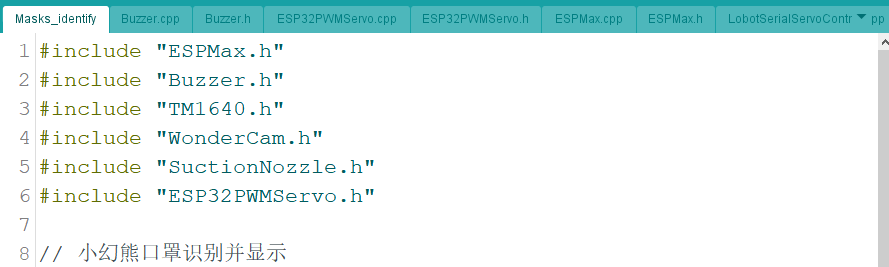 Masks_identify Buzzer.cpp Buzzer.h ESP32PWMServo.cpp ESP32PWMServo.h ESPMax.cpp ESPMax.h LobotSerialServoContr pp
1 #include "ESPMax.h"
2 #include "Buzzer.h"
3 #include "TM1640.h"
4 #include "WonderCam.h"
5 #include "SuctionNozzle.h"
6 #include "ESP32PWMServo.h"
7
8 // 小幻熊口罩识别并显示